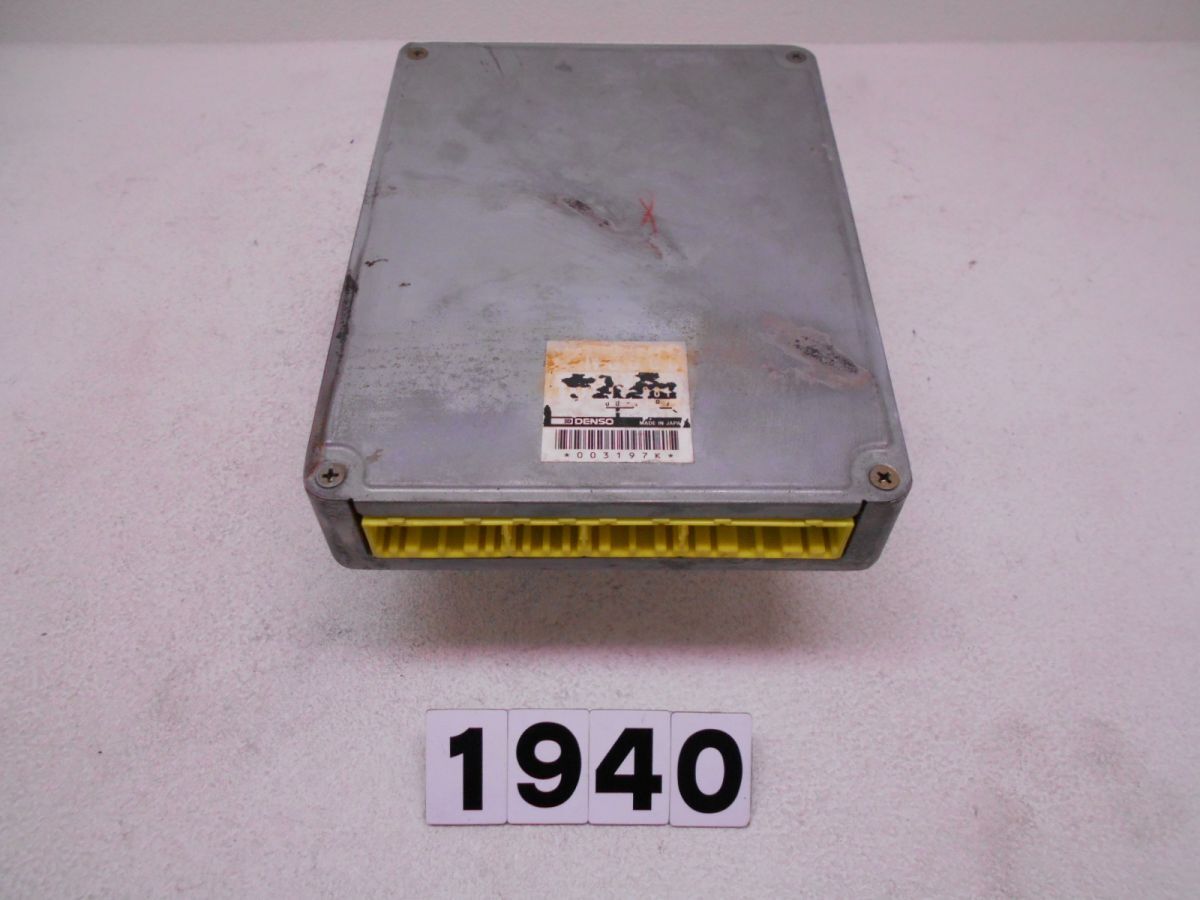 DENSO MADE IN JAPAN
*003197K*
1940